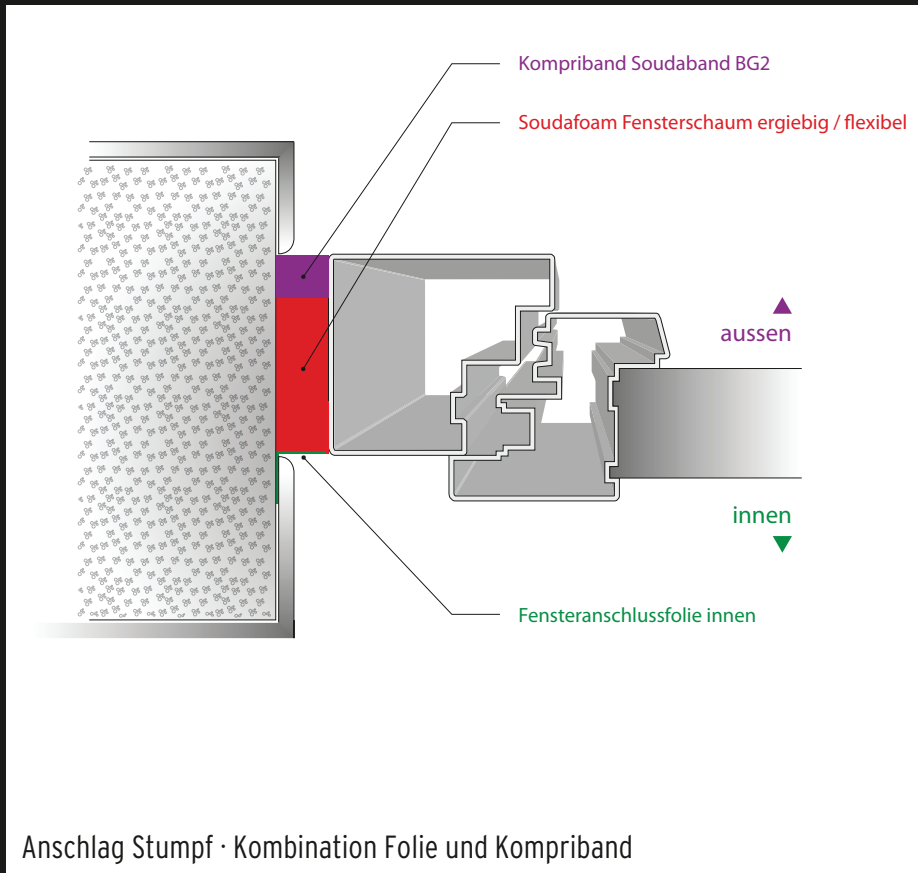 Kompriband Soudaband BG2
Soudafoam Fensterschaum ergiebig / flexibel
aussen
innen
Fensteranschlussfolie innen
Anschlag Stumpf · Kombination Folie und Kompriband